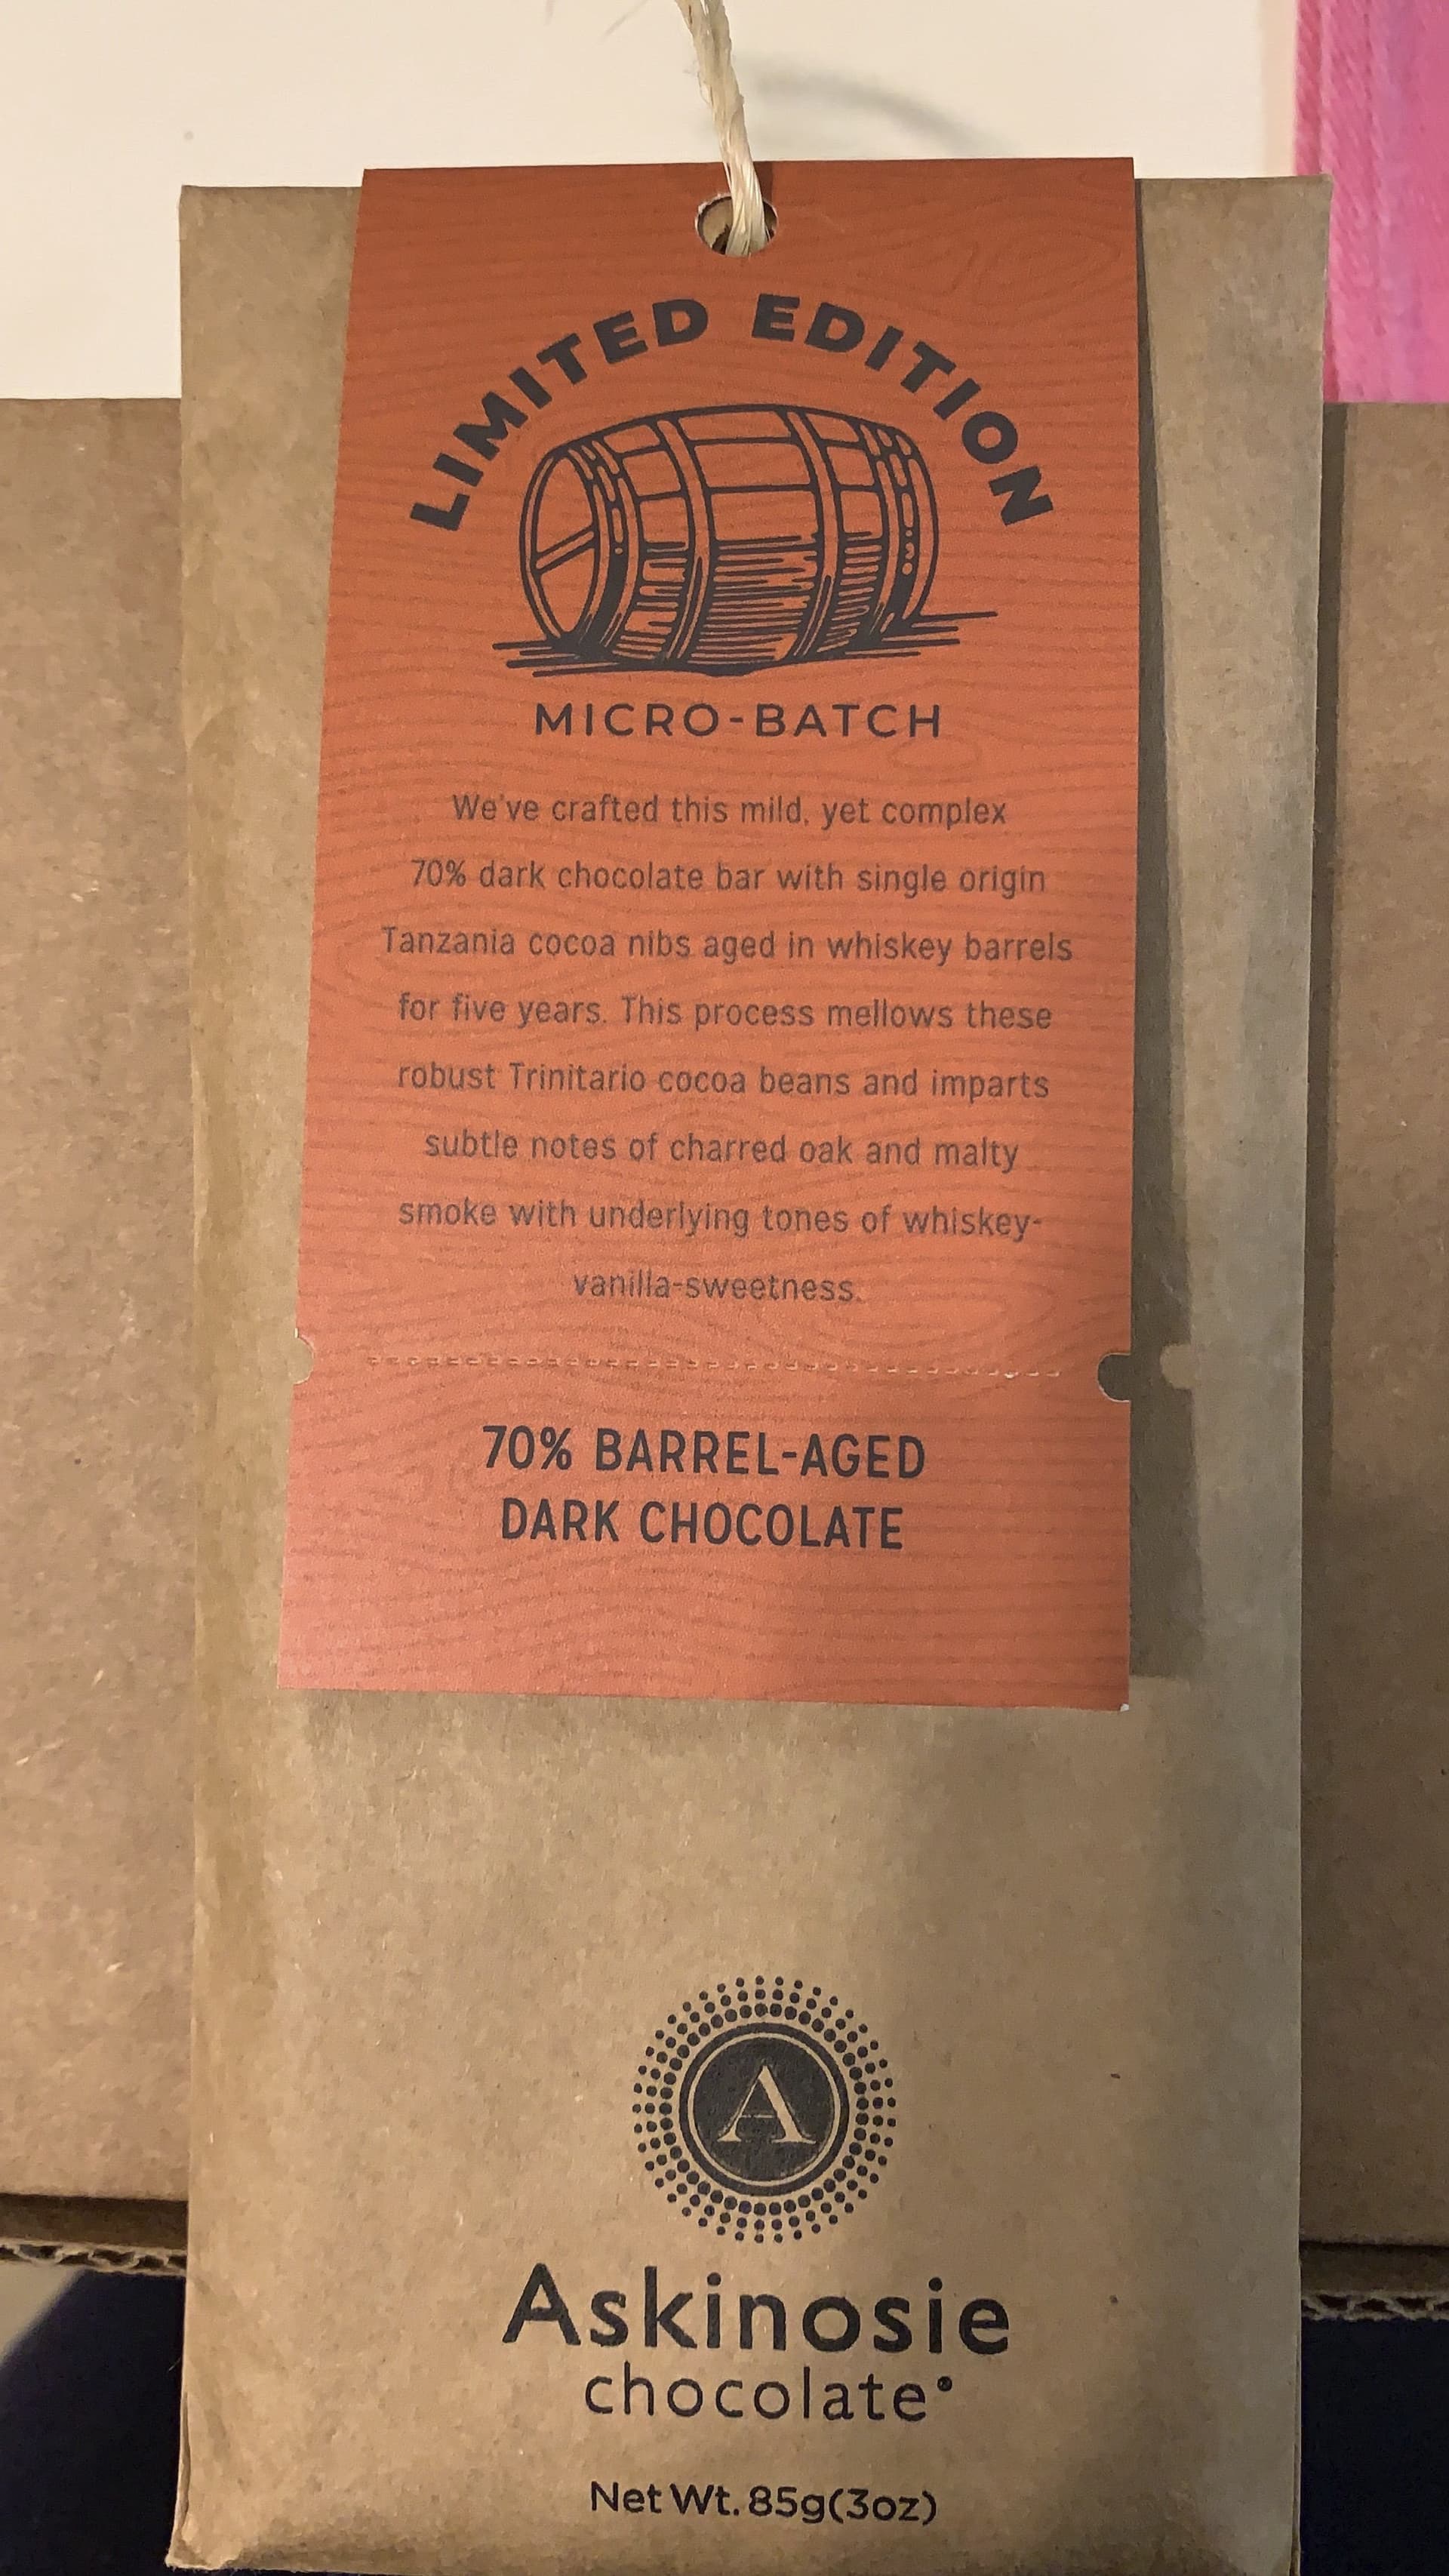 LIMITED EDITION
MICRO-BATCH
We've crafted this mild, yet complex
70% dark chocolate bar with single origin
Tanzania cocoa nibs aged in whiskey barrels
for five years. This process mellows these
robust Trinitario cocoa beans and imparts
subtle notes of charred oak and malty
smoke with underlying tones of whiskey-
vanilla-sweetness.
70% BARREL-AGED
DARK CHOCOLATE
A
Askinosie
chocolate®
Net Wt. 85g(3oz)